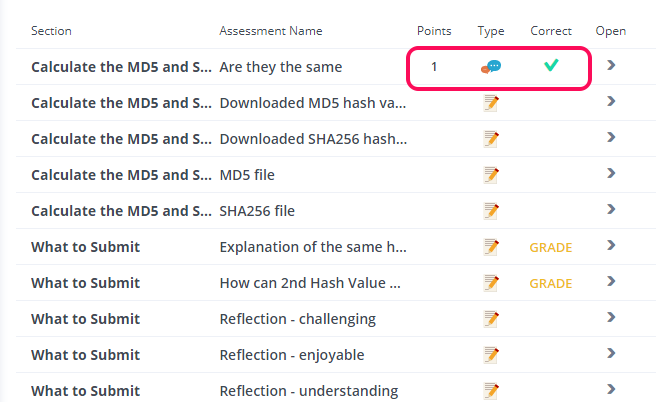 Section Assessment Name Points Type Correct Open
Calculate the MD5 and S... Are they the same 1
Calculate the MD5 and S... Downloaded MD5 hash va...
Calculate the MD5 and S... Downloaded SHA256 hash...
Calculate the MD5 and S... MD5 file
Calculate the MD5 and S... SHA256 file
What to Submit Explanation of the same h... GRADE
What to Submit How can 2nd Hash Value ... GRADE
What to Submit Reflection - challenging
What to Submit Reflection - enjoyable
What to Submit Reflection - understanding